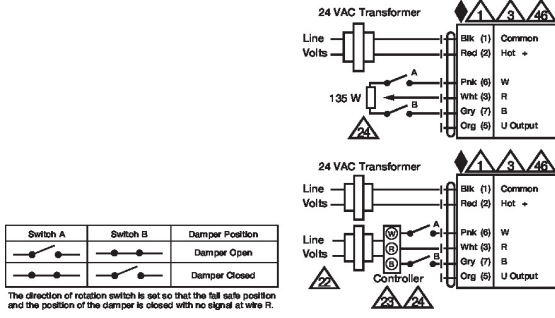 24 VAC Transformer
1 3 46
Line
Volts
Blk (1) Common
Red (2) Hot +
A
Pnk (6) W
135 W
Wht (3) R
B
Gry (7) B
Org (5) U Output
24
24 VAC Transformer
1 3 46
Line
Volts
Blk (1) Common
Red (2) Hot +
Line
Volts
W
A
Pnk (6) W
R
Wht (3) R
B
B
Gry (7) B
Org (5) U Output
22
Controller
23 24
Switch A Switch B Damper Position
Damper Open
Damper Closed
The direction of rotation switch is set so that the fail safe position
and the position of the damper is closed with no signal at wire R.